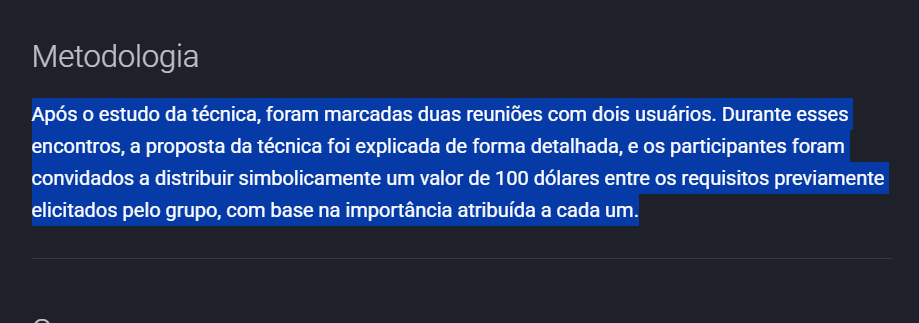 Metodologia
Após o estudo da técnica, foram marcadas duas reuniões com dois usuários. Durante esses
encontros, a proposta da técnica foi explicada de forma detalhada, e os participantes foram
convidados a distribuir simbolicamente um valor de 100 dólares entre os requisitos previamente
elicitados pelo grupo, com base na importância atribuída a cada um.